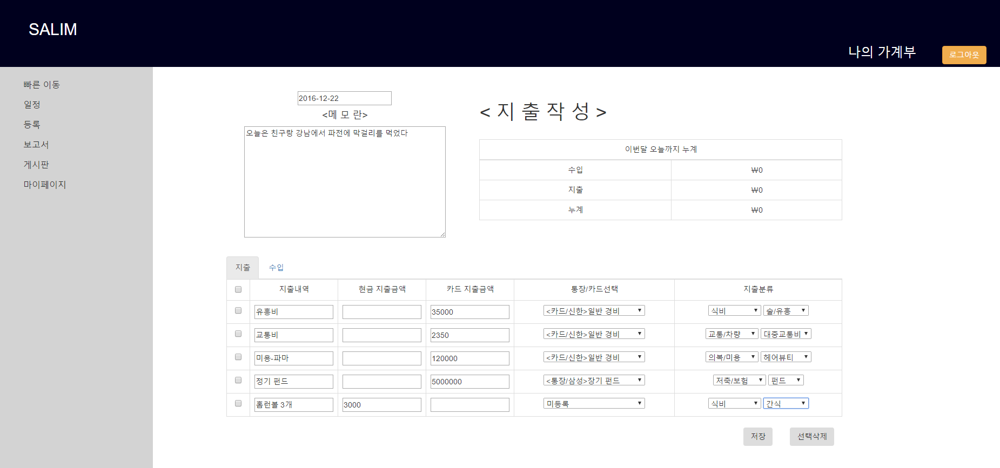 SALIM
나의 가계부
로그아웃
빠른 이동
일정
등록
보고서
게시판
마이페이지
2016-12-22
<메 모 란>
오늘은 친구랑 강남에서 파전에 막걸리를 먹었다
< 지 출 작 성 >
이번달 오늘까지 누계
수입 ₩0
지출 ₩0
누계 ₩0
지출 수입
지출내역 현금 지출금액 카드 지출금액 통장/카드선택 지출분류
유흥비 35000 <카드/신한>일반 경비 식비 술/유흥
교통비 2350 <카드/신한>일반 경비 교통/차량 대중교통비
미용-파마 120000 <카드/신한>일반 경비 의복/미용 헤어뷰티
정기 펀드 5000000 <통장/삼성>장기 펀드 저축/보험 펀드
홈런볼 3개 3000 미등록 식비 간식
저장 선택삭제